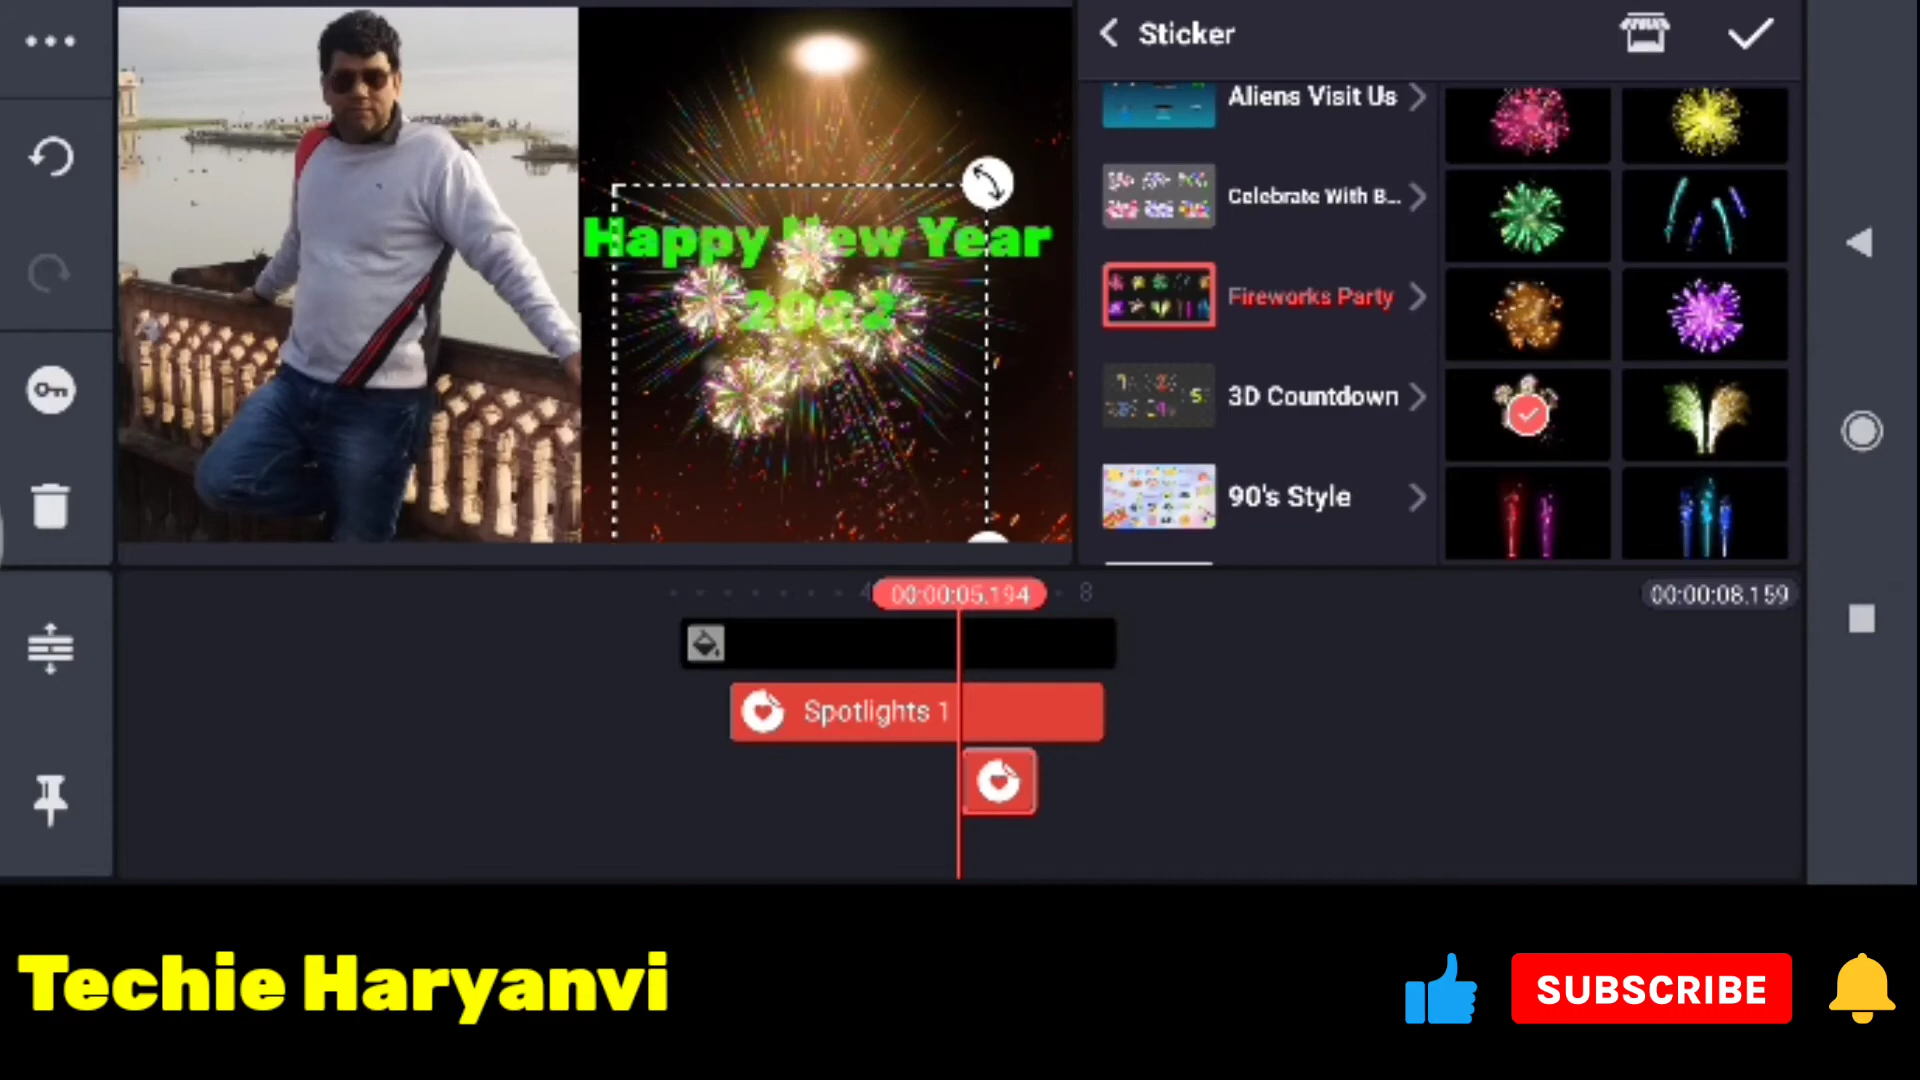 Sticker
Aliens Visit Us
Celebrate With B...
Fireworks Party
3D Countdown
90's Style
Happy New Year
2022
00:00:05.194
8
00:00:08.159
Spotlights 1
Techie Haryanvi
SUBSCRIBE